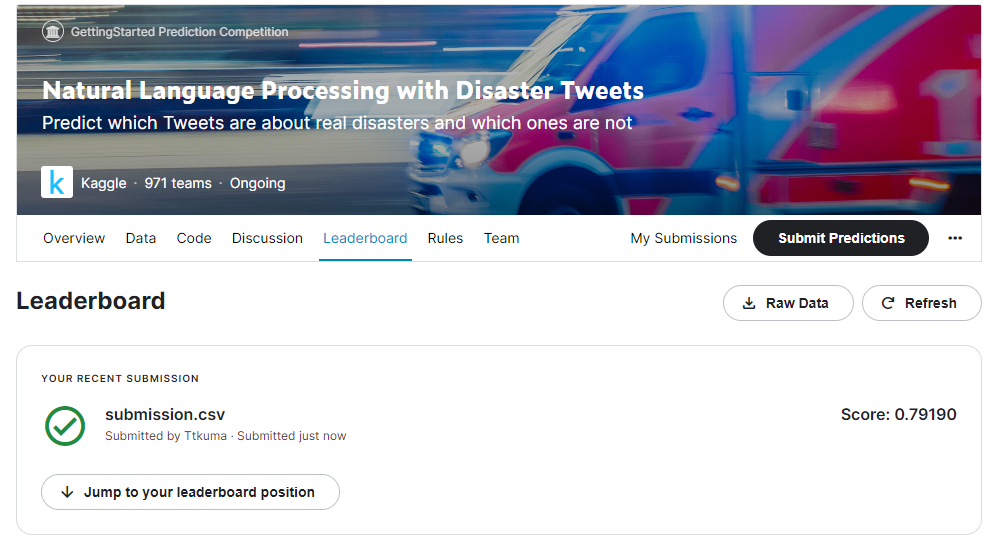 GettingStarted Prediction Competition
Natural Language Processing with Disaster Tweets
Predict which Tweets are about real disasters and which ones are not
k Kaggle · 971 teams · Ongoing
Overview Data Code Discussion Leaderboard Rules Team My Submissions Submit Predictions ···
Leaderboard Raw Data Refresh
YOUR RECENT SUBMISSION
submission.csv Score: 0.79190
Submitted by Ttkuma · Submitted just now
Jump to your leaderboard position